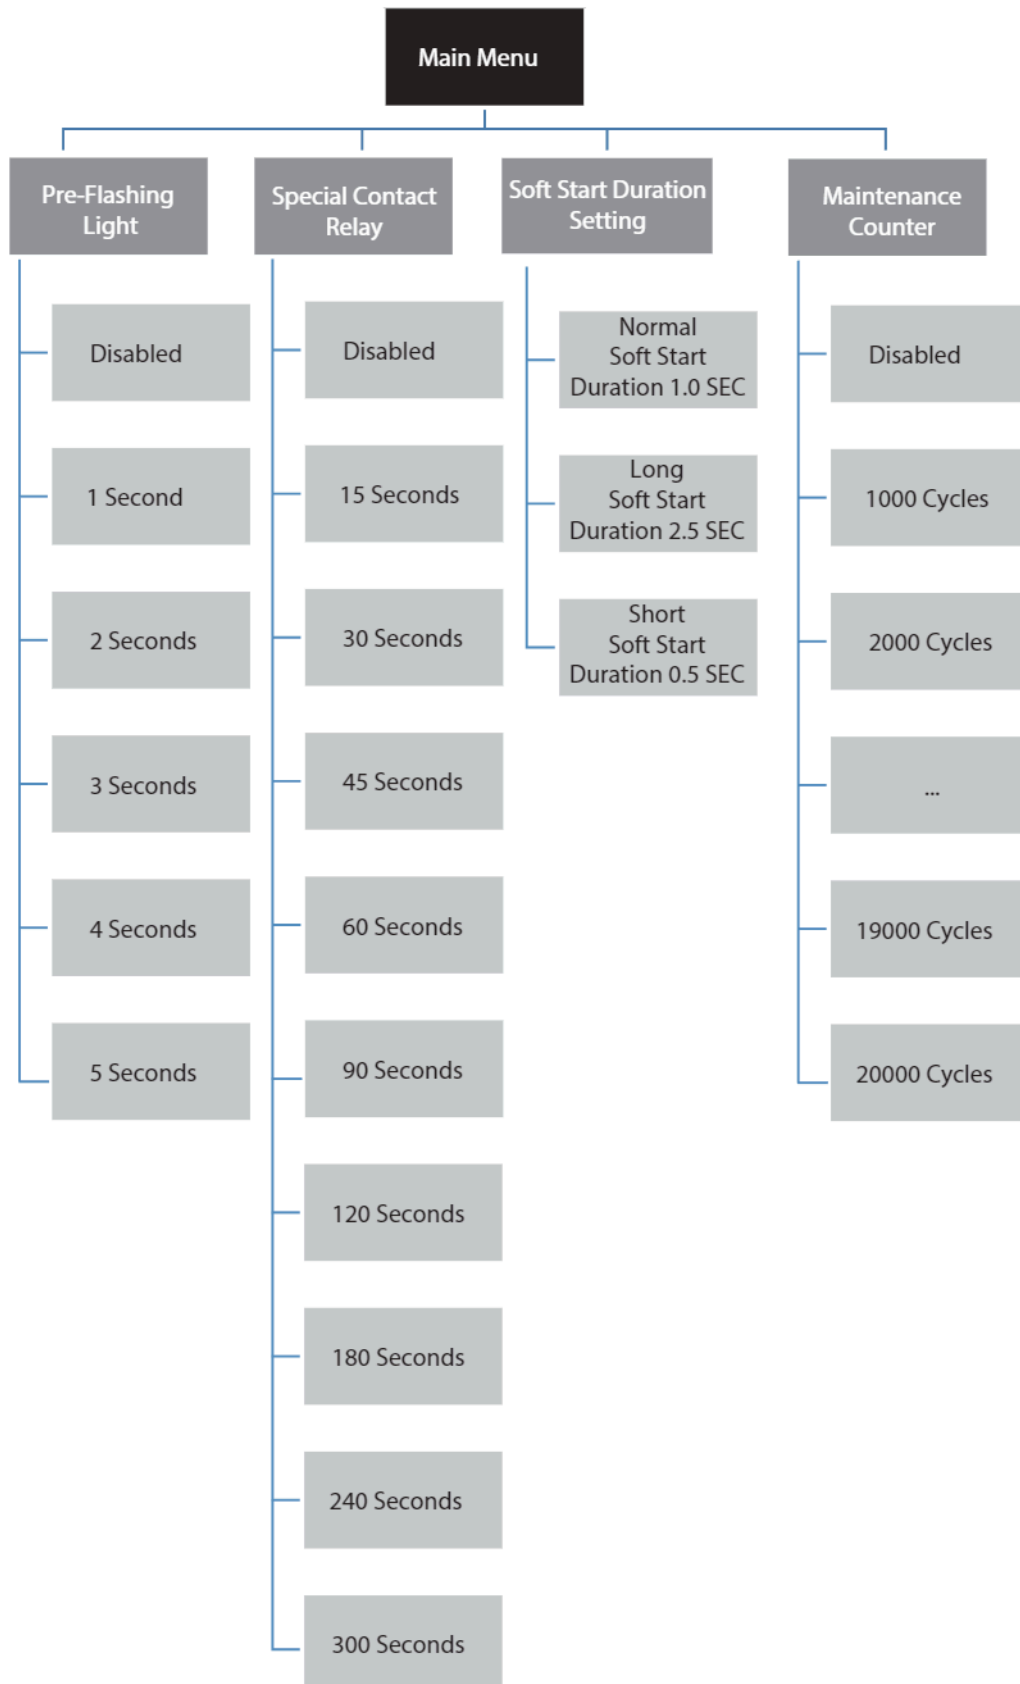 Main Menu
Pre-Flashing
Light
Special Contact
Relay
Soft Start Duration
Setting
Maintenance
Counter
Disabled
1 Second
2 Seconds
3 Seconds
4 Seconds
5 Seconds
Disabled
15 Seconds
30 Seconds
45 Seconds
60 Seconds
90 Seconds
120 Seconds
180 Seconds
240 Seconds
300 Seconds
Normal
Soft Start
Duration 1.0 SEC
Long
Soft Start
Duration 2.5 SEC
Short
Soft Start
Duration 0.5 SEC
Disabled
1000 Cycles
2000 Cycles
...
19000 Cycles
20000 Cycles